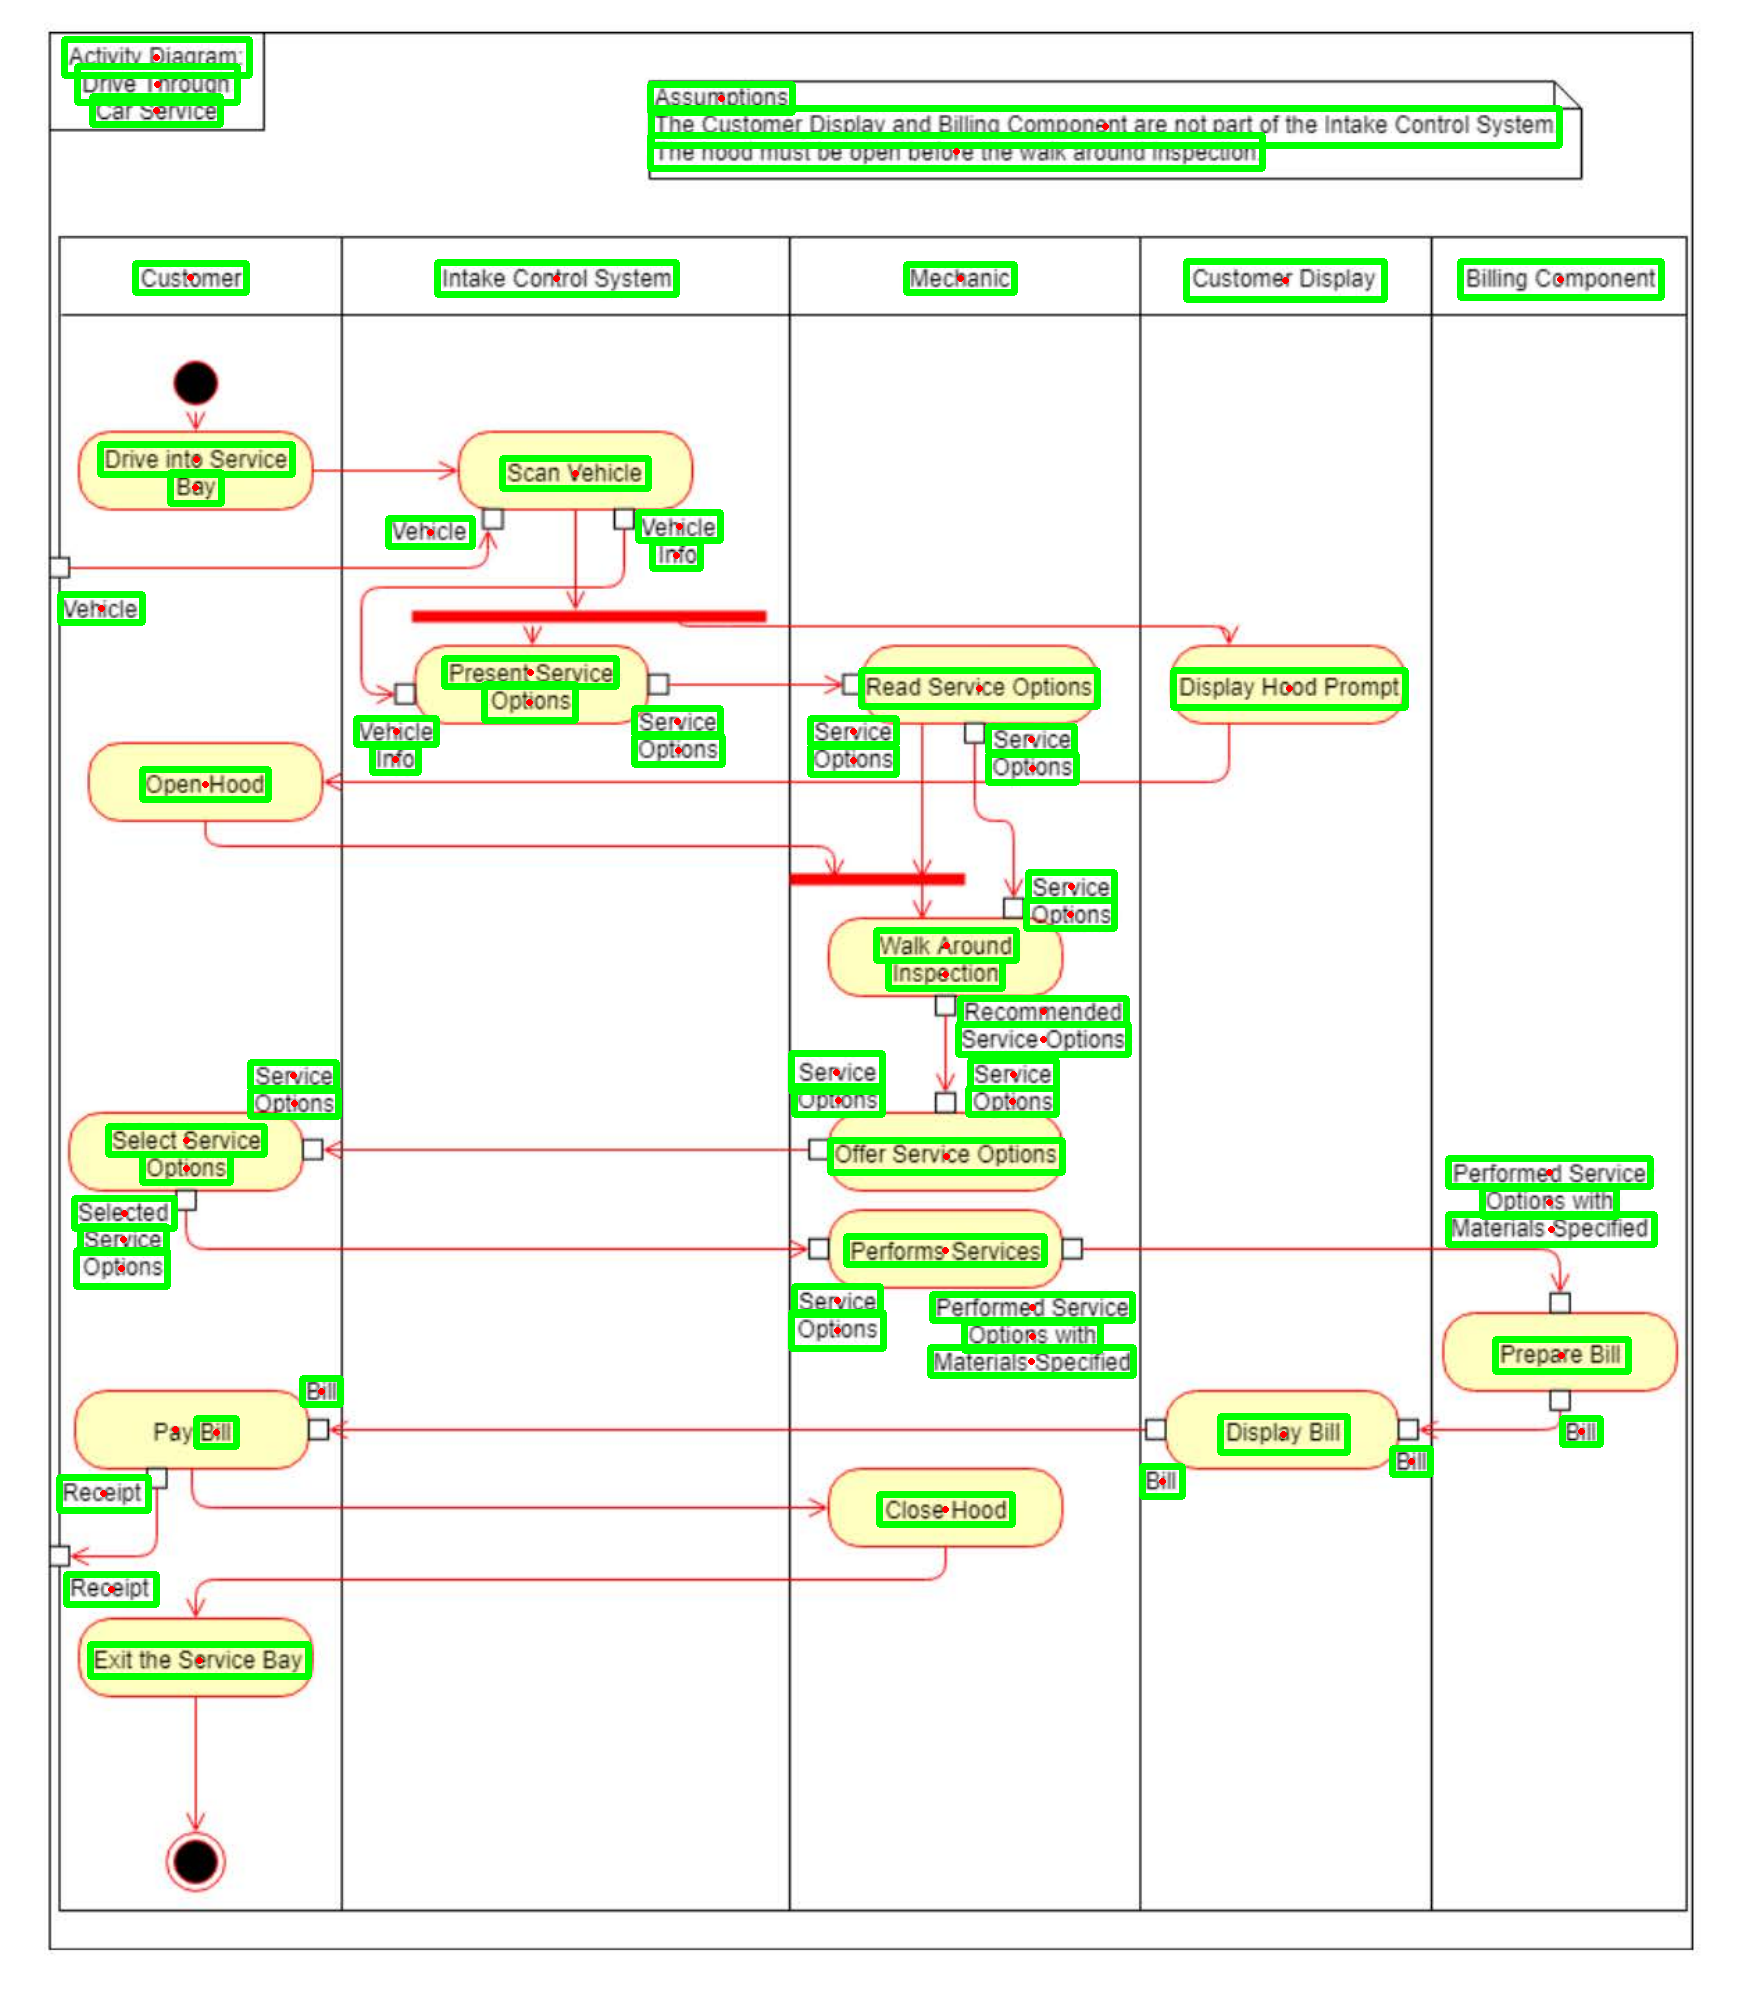 Activity Diagram:
Drive Through
Car Service
Assumptions
The Customer Display and Billing Component are not part of the Intake Control System.
The hood must be open before the walk around inspection.
Customer
Intake Control System
Mechanic
Customer Display
Billing Component
Drive into Service
Bay
Scan Vehicle
Vehicle
Vehicle
Info
Vehicle
Present Service
Options
Read Service Options
Display Hood Prompt
Vehicle
Info
Service
Options
Service
Options
Service
Options
Open Hood
Service
Options
Walk Around
Inspection
Recommended
Service Options
Service
Options
Service
Options
Service
Options
Select Service
Options
Offer Service Options
Performed Service
Options with
Materials Specified
Selected
Service
Options
Performs Services
Service
Options
Performed Service
Options with
Materials Specified
Prepare Bill
Bill
Pay Bill
Display Bill
Bill
Bill
Bill
Receipt
Close Hood
Receipt
Exit the Service Bay